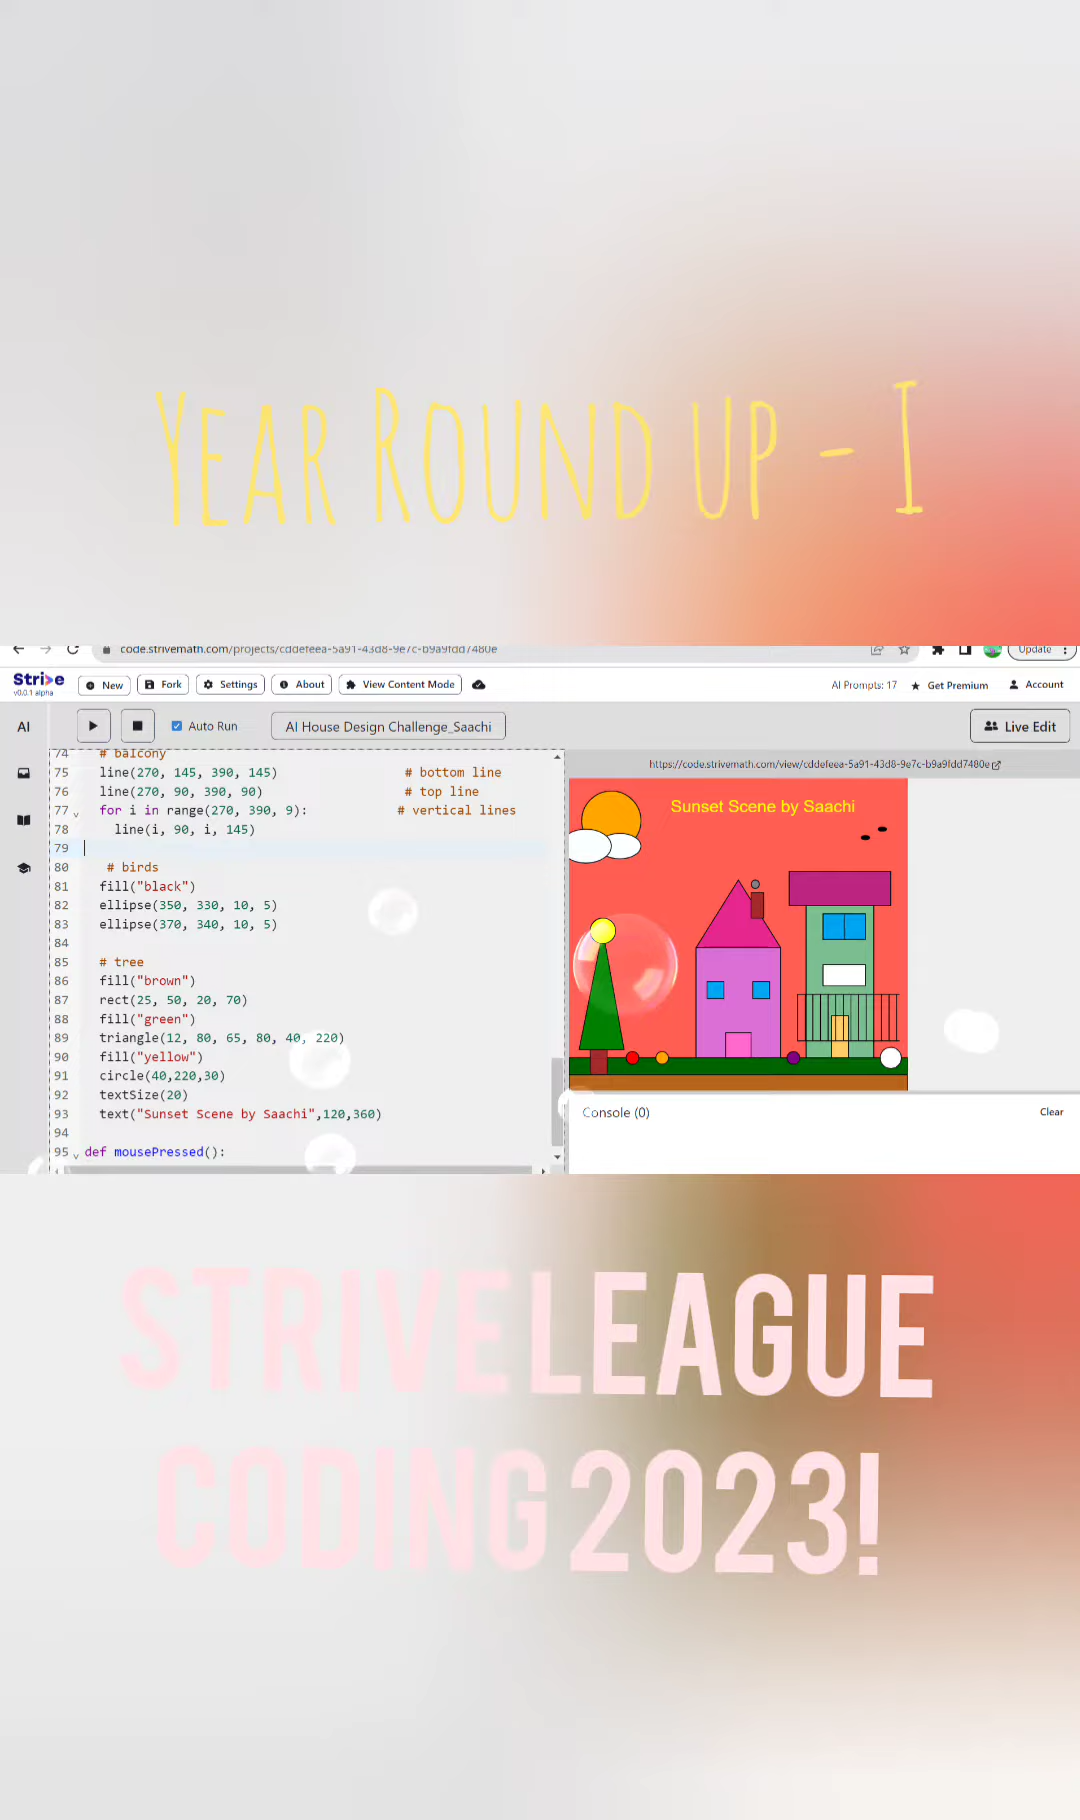 Year Round up - I
code.strivemath.com/projects/cddefeea-5a91-43d8-9e7c-b9a9fdd7480e
Update
Strive
v0.0.1 alpha
New
Fork
Settings
About
View Content Mode
AI Prompts: 17
Get Premium
Account
AI
Auto Run
AI House Design Challenge_Saachi
Live Edit
74 # balcony
75 line(270, 145, 390, 145) # bottom line
76 line(270, 90, 390, 90) # top line
77 for i in range(270, 390, 9): # vertical lines
78 line(i, 90, i, 145)
79
80 # birds
81 fill("black")
82 ellipse(350, 330, 10, 5)
83 ellipse(370, 340, 10, 5)
84
85 # tree
86 fill("brown")
87 rect(25, 50, 20, 70)
88 fill("green")
89 triangle(12, 80, 65, 80, 40, 220)
90 fill("yellow")
91 circle(40,220,30)
92 textSize(20)
93 text("Sunset Scene by Saachi",120,360)
94
95 def mousePressed():
https://code.strivemath.com/view/cddefeea-5a91-43d8-9e7c-b9a9fdd7480e
Sunset Scene by Saachi
Console (0)
Clear
STRIVE LEAGUE
CODING 2023!